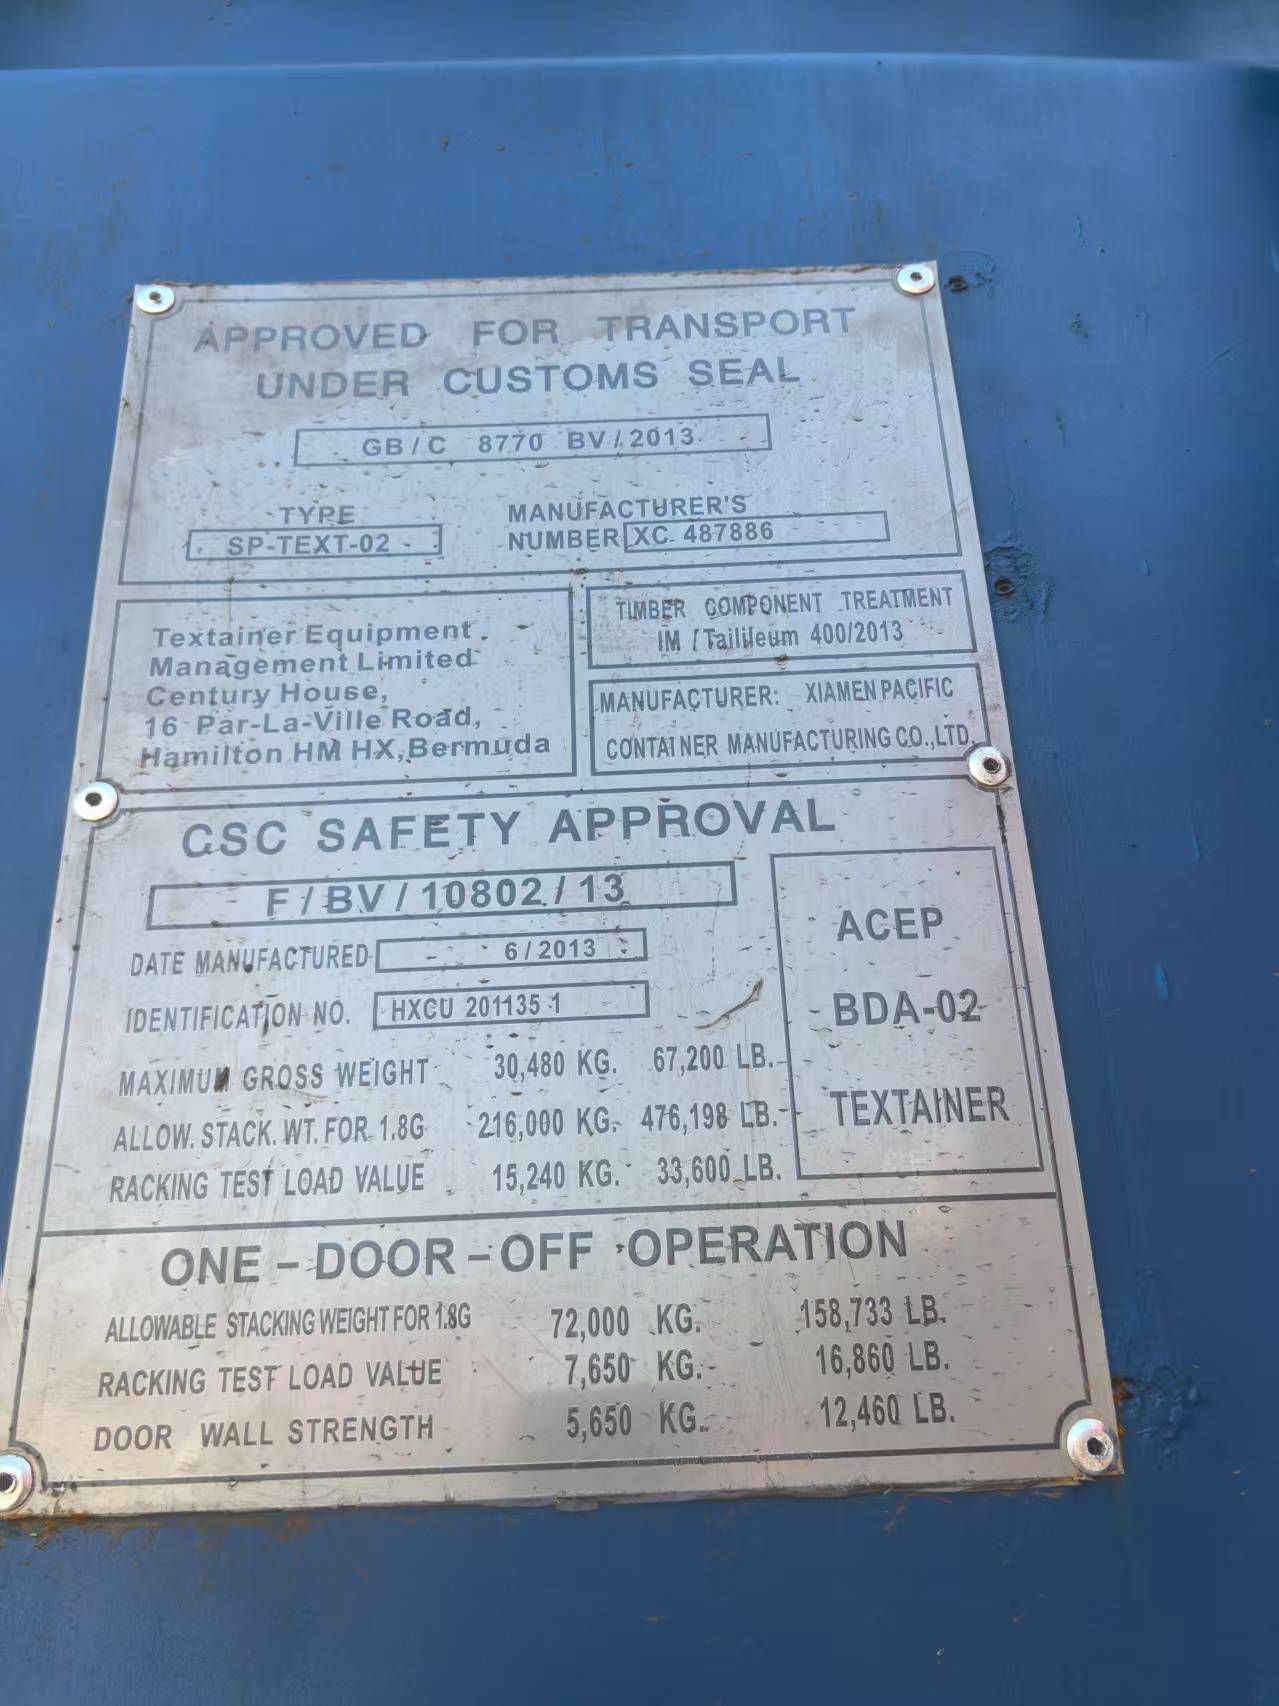 APPROVED FOR TRANSPORT
UNDER CUSTOMS SEAL
GB/C 8770 BV/2013
TYPE
SP-TEXT-02
MANUFACTURER'S
NUMBER XC 487886
Textainer Equipment
Management Limited
Century House,
16 Par-La-Ville Road,
Hamilton HM HX, Bermuda
TIMBER COMPONENT TREATMENT
IM / Tailileum 400/2013
MANUFACTURER: XIAMEN PACIFIC
CONTAINER MANUFACTURING CO.,LTD.
CSC SAFETY APPROVAL
F/BV/10802/13
DATE MANUFACTURED 6/2013
IDENTIFICATION NO. HXCU 201135 1
MAXIMUM GROSS WEIGHT 30,480 KG. 67,200 LB.
ALLOW. STACK. WT. FOR 1.8G 216,000 KG. 476,198 LB.
RACKING TEST LOAD VALUE 15,240 KG. 33,600 LB.
ACEP
BDA-02
TEXTAINER
ONE-DOOR-OFF OPERATION
ALLOWABLE STACKING WEIGHT FOR 1.8G 72,000 KG. 158,733 LB.
RACKING TEST LOAD VALUE 7,650 KG. 16,860 LB.
DOOR WALL STRENGTH 5,650 KG. 12,460 LB.